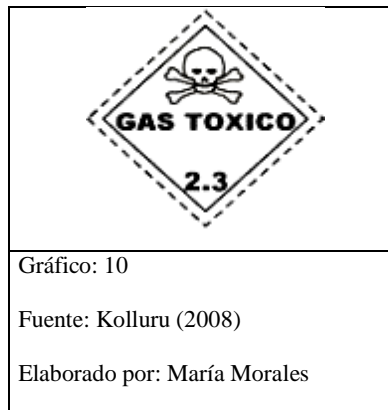 GAS TOXICO
2.3
Gráfico: 10
Fuente: Kolluru (2008)
Elaborado por: María Morales